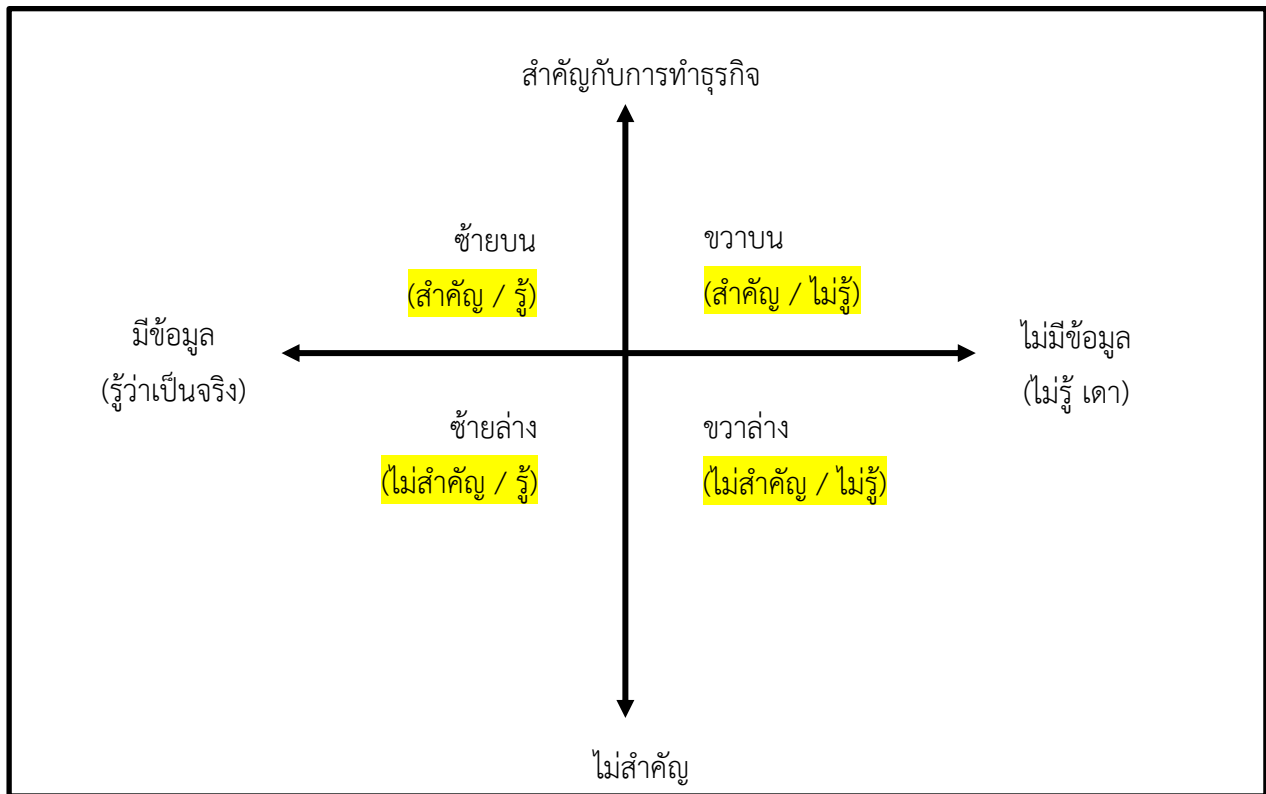 สำคัญกับการทำธุรกิจ
ซ้ายบน
(สำคัญ / รู้)
ขวาบน
(สำคัญ / ไม่รู้)
มีข้อมูล
(รู้ว่าเป็นจริง)
ไม่มีข้อมูล
(ไม่รู้ เดา)
ซ้ายล่าง
(ไม่สำคัญ / รู้)
ขวาล่าง
(ไม่สำคัญ / ไม่รู้)
ไม่สำคัญ